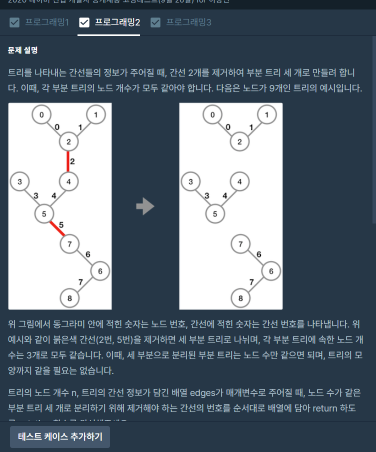 프로그래밍1 프로그래밍2 프로그래밍3
문제 설명
트리를 나타내는 간선들의 정보가 주어질 때, 간선 2개를 제거하여 부분 트리 세 개로 만들려 합니
다. 이때, 각 부분 트리의 노드 개수가 모두 같아야 합니다. 다음은 노드가 9개인 트리의 예시입니다.
0 1 0 1
0 1 0 1
2 2
2
3 4 3 4
3 4 3 4
5 5
5
7 7
6 6
6 6
7 7
8 8
위 그림에서 동그라미 안에 적힌 숫자는 노드 번호, 간선에 적힌 숫자는 간선 번호를 나타냅니다. 위
예시와 같이 붉은색 간선(2번, 5번)을 제거하면 세 부분 트리로 나뉘며, 각 부분 트리에 속한 노드 개
수는 3개로 모두 같습니다. 이때, 세 부분으로 분리된 부분 트리는 노드 수만 같으면 되며, 트리의 모
양까지 같을 필요는 없습니다.
트리의 노드 개수 n, 트리의 간선 정보가 담긴 배열 edges가 매개변수로 주어질 때, 노드 수가 같은
부분 트리 세 개로 분리하기 위해 제거해야 하는 간선의 번호를 순서대로 배열에 담아 return 하도
테스트 케이스 추가하기